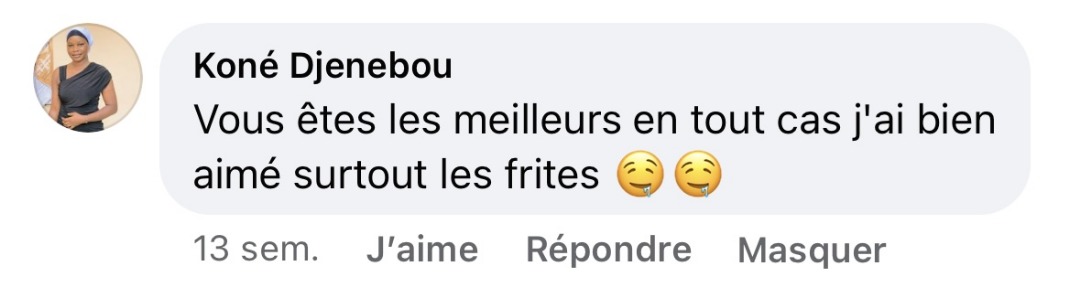 Koné Djenebou
Vous êtes les meilleurs en tout cas j'ai bien
aimé surtout les frites 🤤🤤
13 sem. J’aime Répondre Masquer